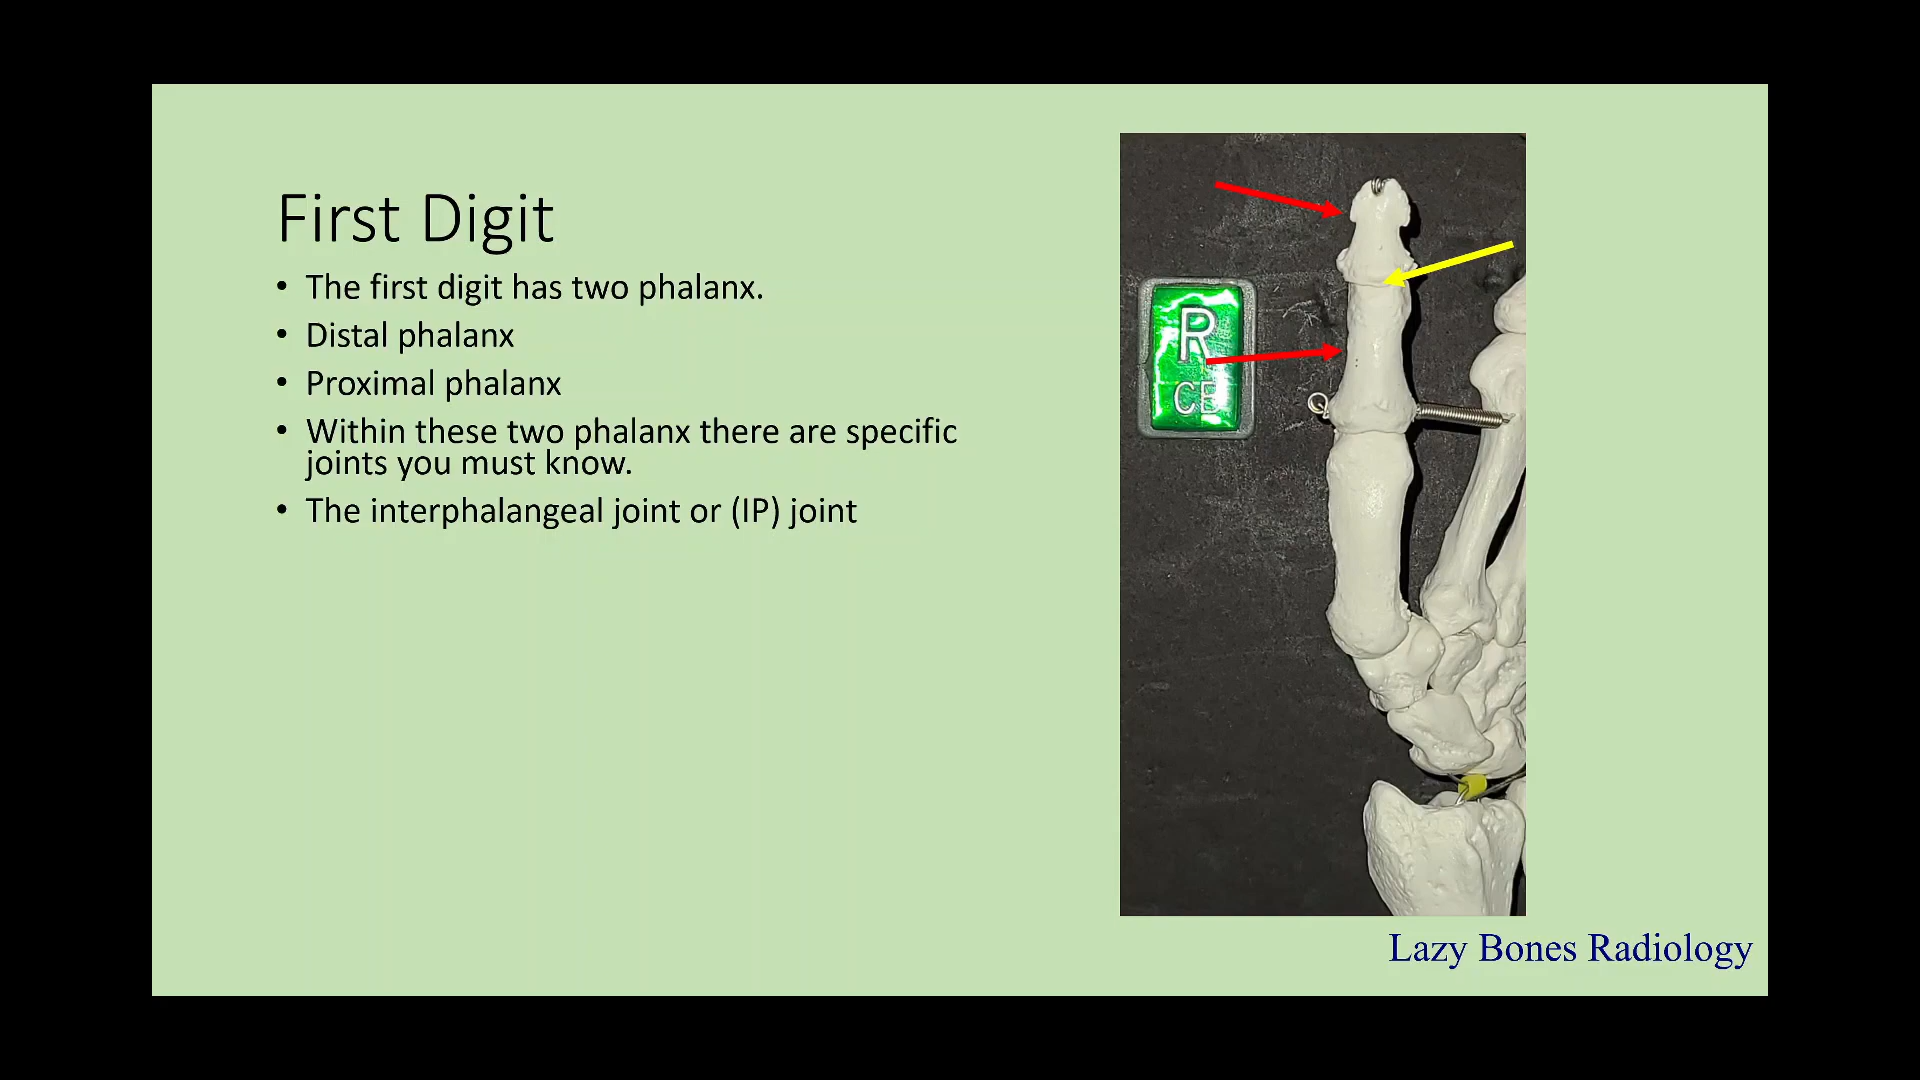 First Digit
• The first digit has two phalanx.
• Distal phalanx
• Proximal phalanx
• Within these two phalanx there are specific
joints you must know.
• The interphalangeal joint or (IP) joint
R
CE
Lazy Bones Radiology